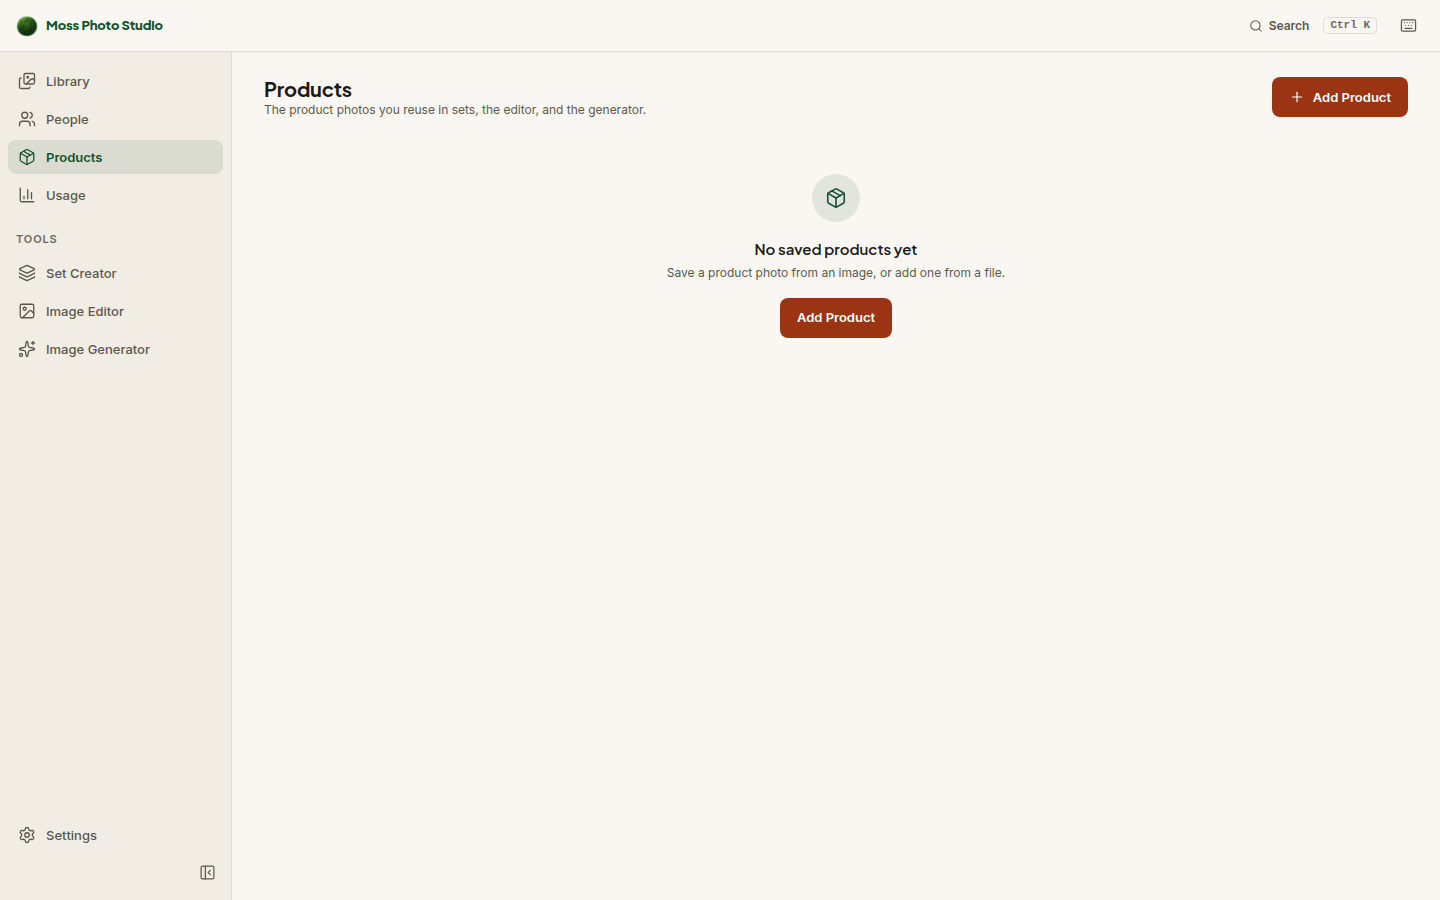 Moss Photo Studio
Search
Ctrl K
Library
People
Products
Usage
TOOLS
Set Creator
Image Editor
Image Generator
Settings
Products
The product photos you reuse in sets, the editor, and the generator.
Add Product
No saved products yet
Save a product photo from an image, or add one from a file.
Add Product